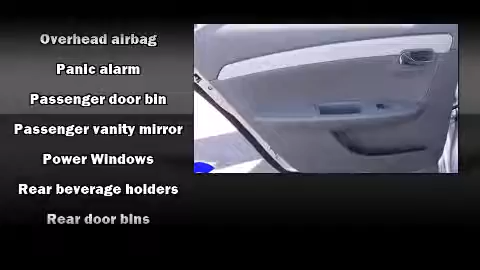 Overhead airbag
Panic alarm
Passenger door bin
Passenger vanity mirror
Power Windows
Rear beverage holders
Rear door bins